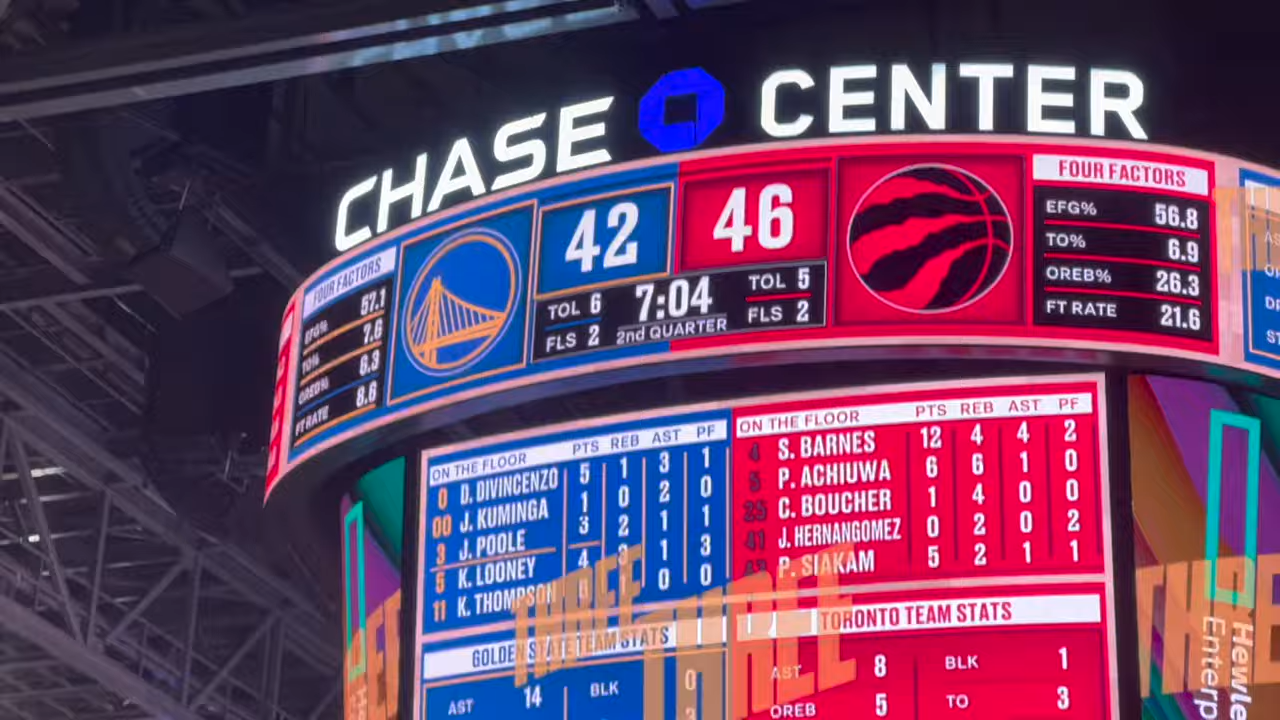 CHASE CENTER
FOUR FACTORS
EFG% 57.1
TO% 7.6
OREB% 6.3
FT RATE 8.6
42
46
TOL 6
FLS 2
7:04
2nd QUARTER
TOL 5
FLS 2
FOUR FACTORS
EFG% 56.8
TO% 6.9
OREB% 26.3
FT RATE 21.6
ON THE FLOOR PTS REB AST PF
0 D. DIVINCENZO 5 1 3 1
00 J. KUMINGA 1 0 2 0
3 J. POOLE 3 2 1 1
5 K. LOONEY 4 3 1 3
11 K. THOMPSON 0 0
GOLDEN STATE TEAM STATS
AST 14 BLK 0
ON THE FLOOR PTS REB AST PF
4 S. BARNES 12 4 4 2
5 P. ACHIUWA 6 6 1 0
25 C. BOUCHER 1 4 0 0
41 J. HERNANGOMEZ 0 2 0 2
43 P. SIAKAM 5 2 1 1
TORONTO TEAM STATS
AST 8 BLK 1
OREB 5 TO 3
THREE
Hewle
Enterp